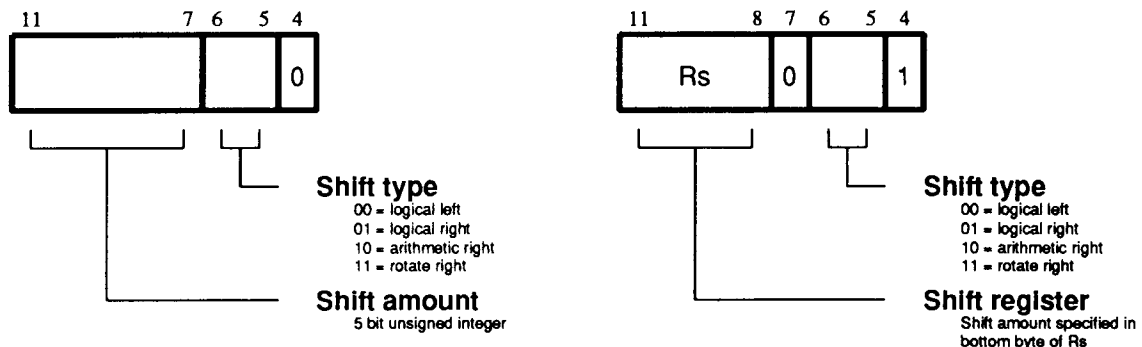 11 7 6 5 4
0
Shift type
00 = logical left
01 = logical right
10 = arithmetic right
11 = rotate right
Shift amount
5 bit unsigned integer
11 8 7 6 5 4
Rs 0 1
Shift type
00 = logical left
01 = logical right
10 = arithmetic right
11 = rotate right
Shift register
Shift amount specified in
bottom byte of Rs